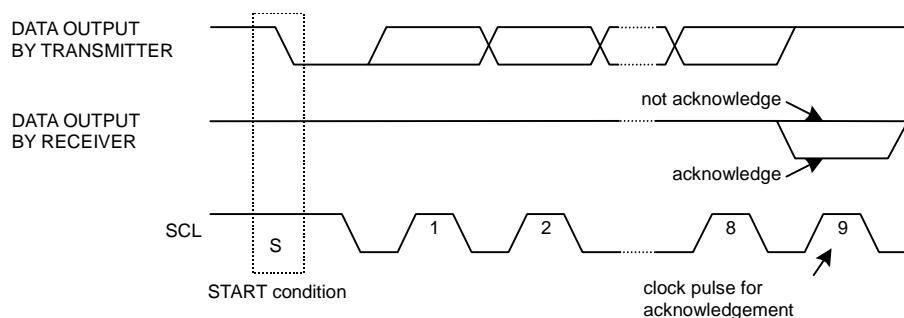 DATA OUTPUT
BY TRANSMITTER
not acknowledge
DATA OUTPUT
BY RECEIVER
acknowledge
SCL
1
2
8
9
S
START condition
clock pulse for
acknowledgement